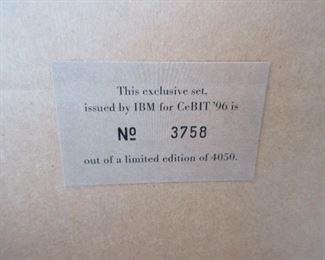 This exclusive set,
issued by IBM for CeBIT '96 is
Nº 3758
out of a limited edition of 4050.